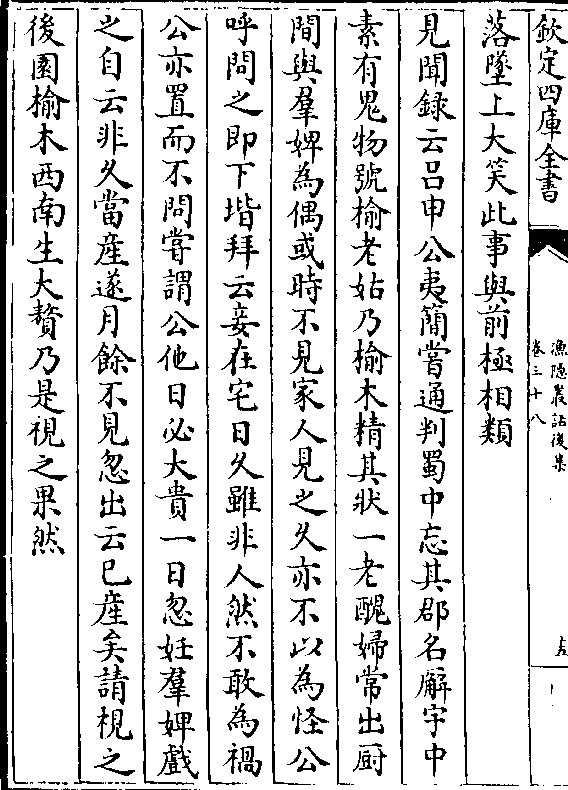 欽定四庫全書
漁隱叢話後集
卷三十八
落墜上大笑此事與前極相類
見聞録云吕申公夷簡嘗通判蜀中忘其郡名廨宇中
素有鬼物號榆老姑乃榆木精其狀一老醜婦常出厨
間與羣婢為偶或時不見家人見之久亦不以為怪公
呼問之即下堦拜云妾在宅日久雖非人然不敢為禍
公亦置而不問嘗謂公他日必大貴一日忽妊羣婢戲
之自云非久當産遂月餘不見忽出云已産矣請視之
後園榆木西南生大贅乃是視之果然